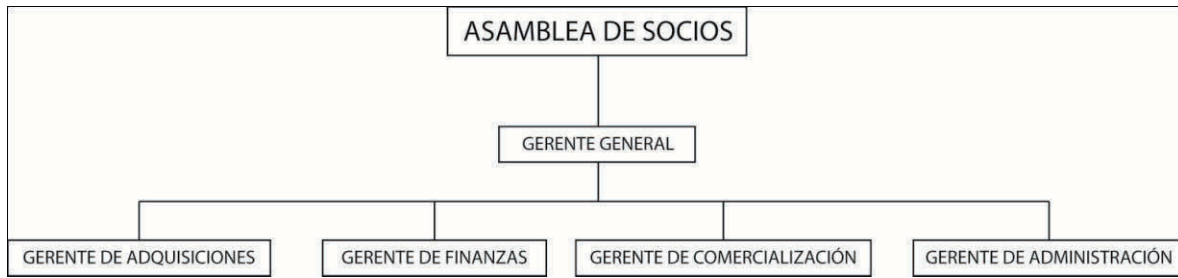 ASAMBLEA DE SOCIOS
GERENTE GENERAL
GERENTE DE ADQUISICIONES
GERENTE DE FINANZAS
GERENTE DE COMERCIALIZACIÓN
GERENTE DE ADMINISTRACIÓN